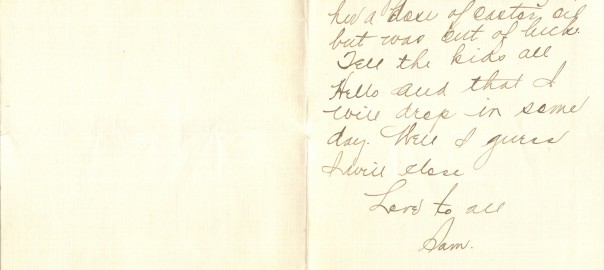 her a dose of castor oil
but was out of luck.
Tell the kids all
Hello and that I
will drop in some
day. Well I guess
I will close
Love to all
Sam.